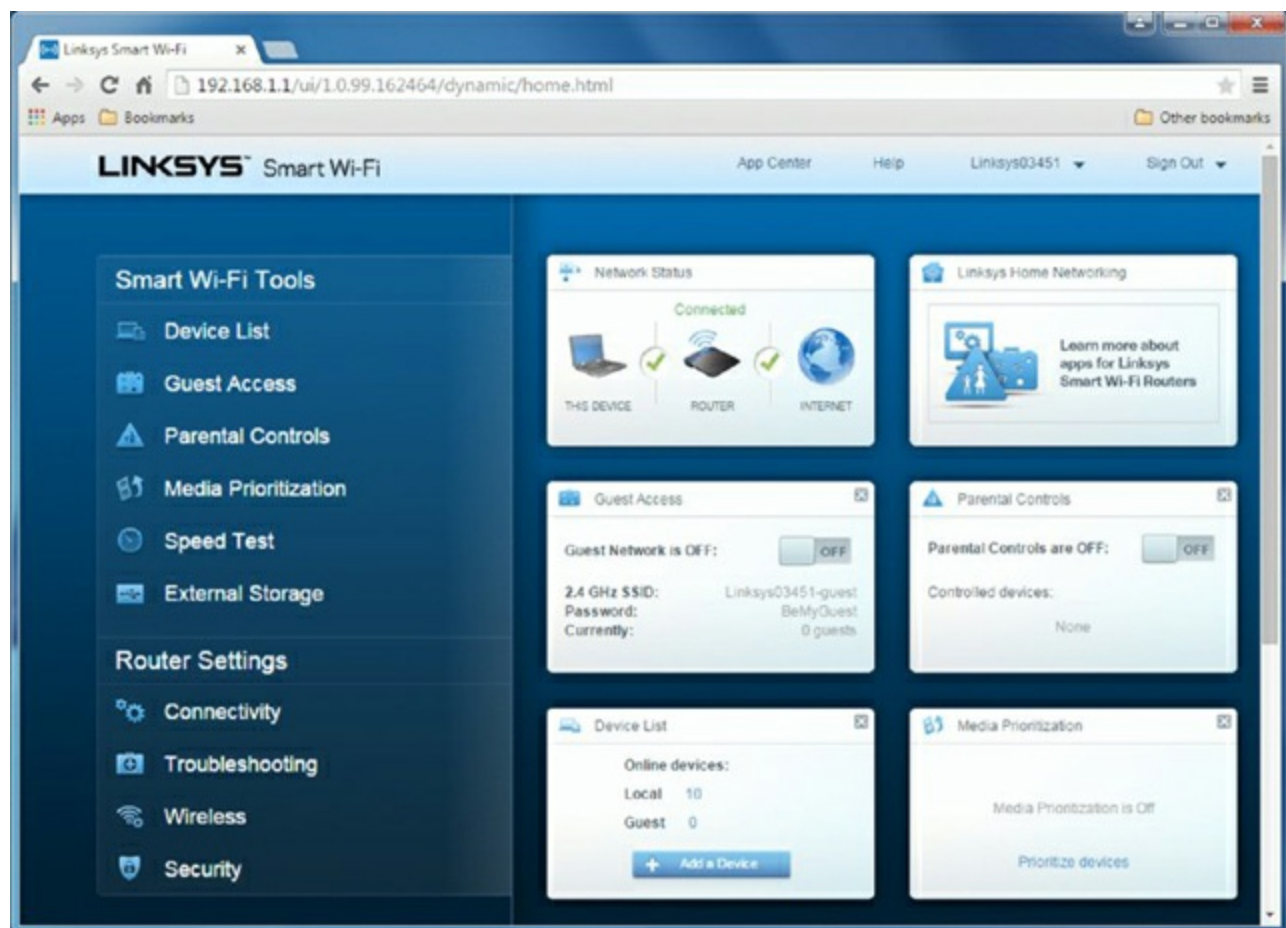 Linksys Smart Wi-Fi
192.168.1.1/ui/1.0.99.162464/dynamic/home.html
Apps Bookmarks Other bookmarks
LINKSYS™ Smart Wi-Fi App Center Help Linksys03451 Sign Out
Smart Wi-Fi Tools
Device List
Guest Access
Parental Controls
Media Prioritization
Speed Test
External Storage
Router Settings
Connectivity
Troubleshooting
Wireless
Security
Network Status
Connected
THIS DEVICE ROUTER INTERNET
Linksys Home Networking
Learn more about
apps for Linksys
Smart Wi-Fi Routers
Guest Access
Guest Network is OFF: OFF
2.4 GHz SSID: Linksys03451-guest
Password: BeMyGuest
Currently: 0 guests
Parental Controls
Parental Controls are OFF: OFF
Controlled devices:
None
Device List
Online devices:
Local 10
Guest 0
+ Add a Device
Media Prioritization
Media Prioritization is Off
Prioritize devices